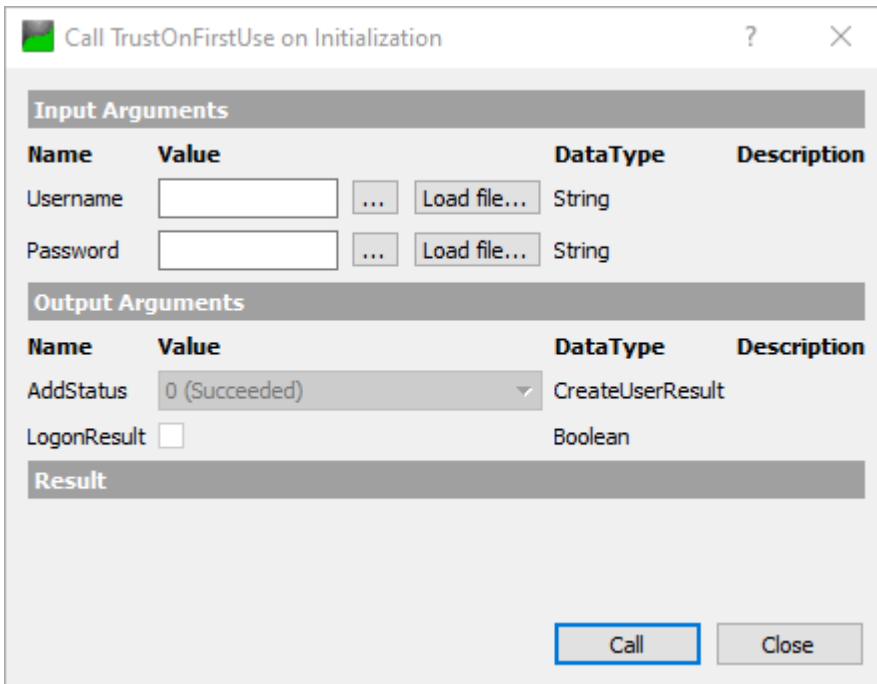 Call TrustOnFirstUse on Initialization ?
Input Arguments
Name Value DataType Description
Username ... Load file... String
Password ... Load file... String
Output Arguments
Name Value DataType Description
AddStatus 0 (Succeeded) CreateUserResult
LogonResult Boolean
Result
Call Close